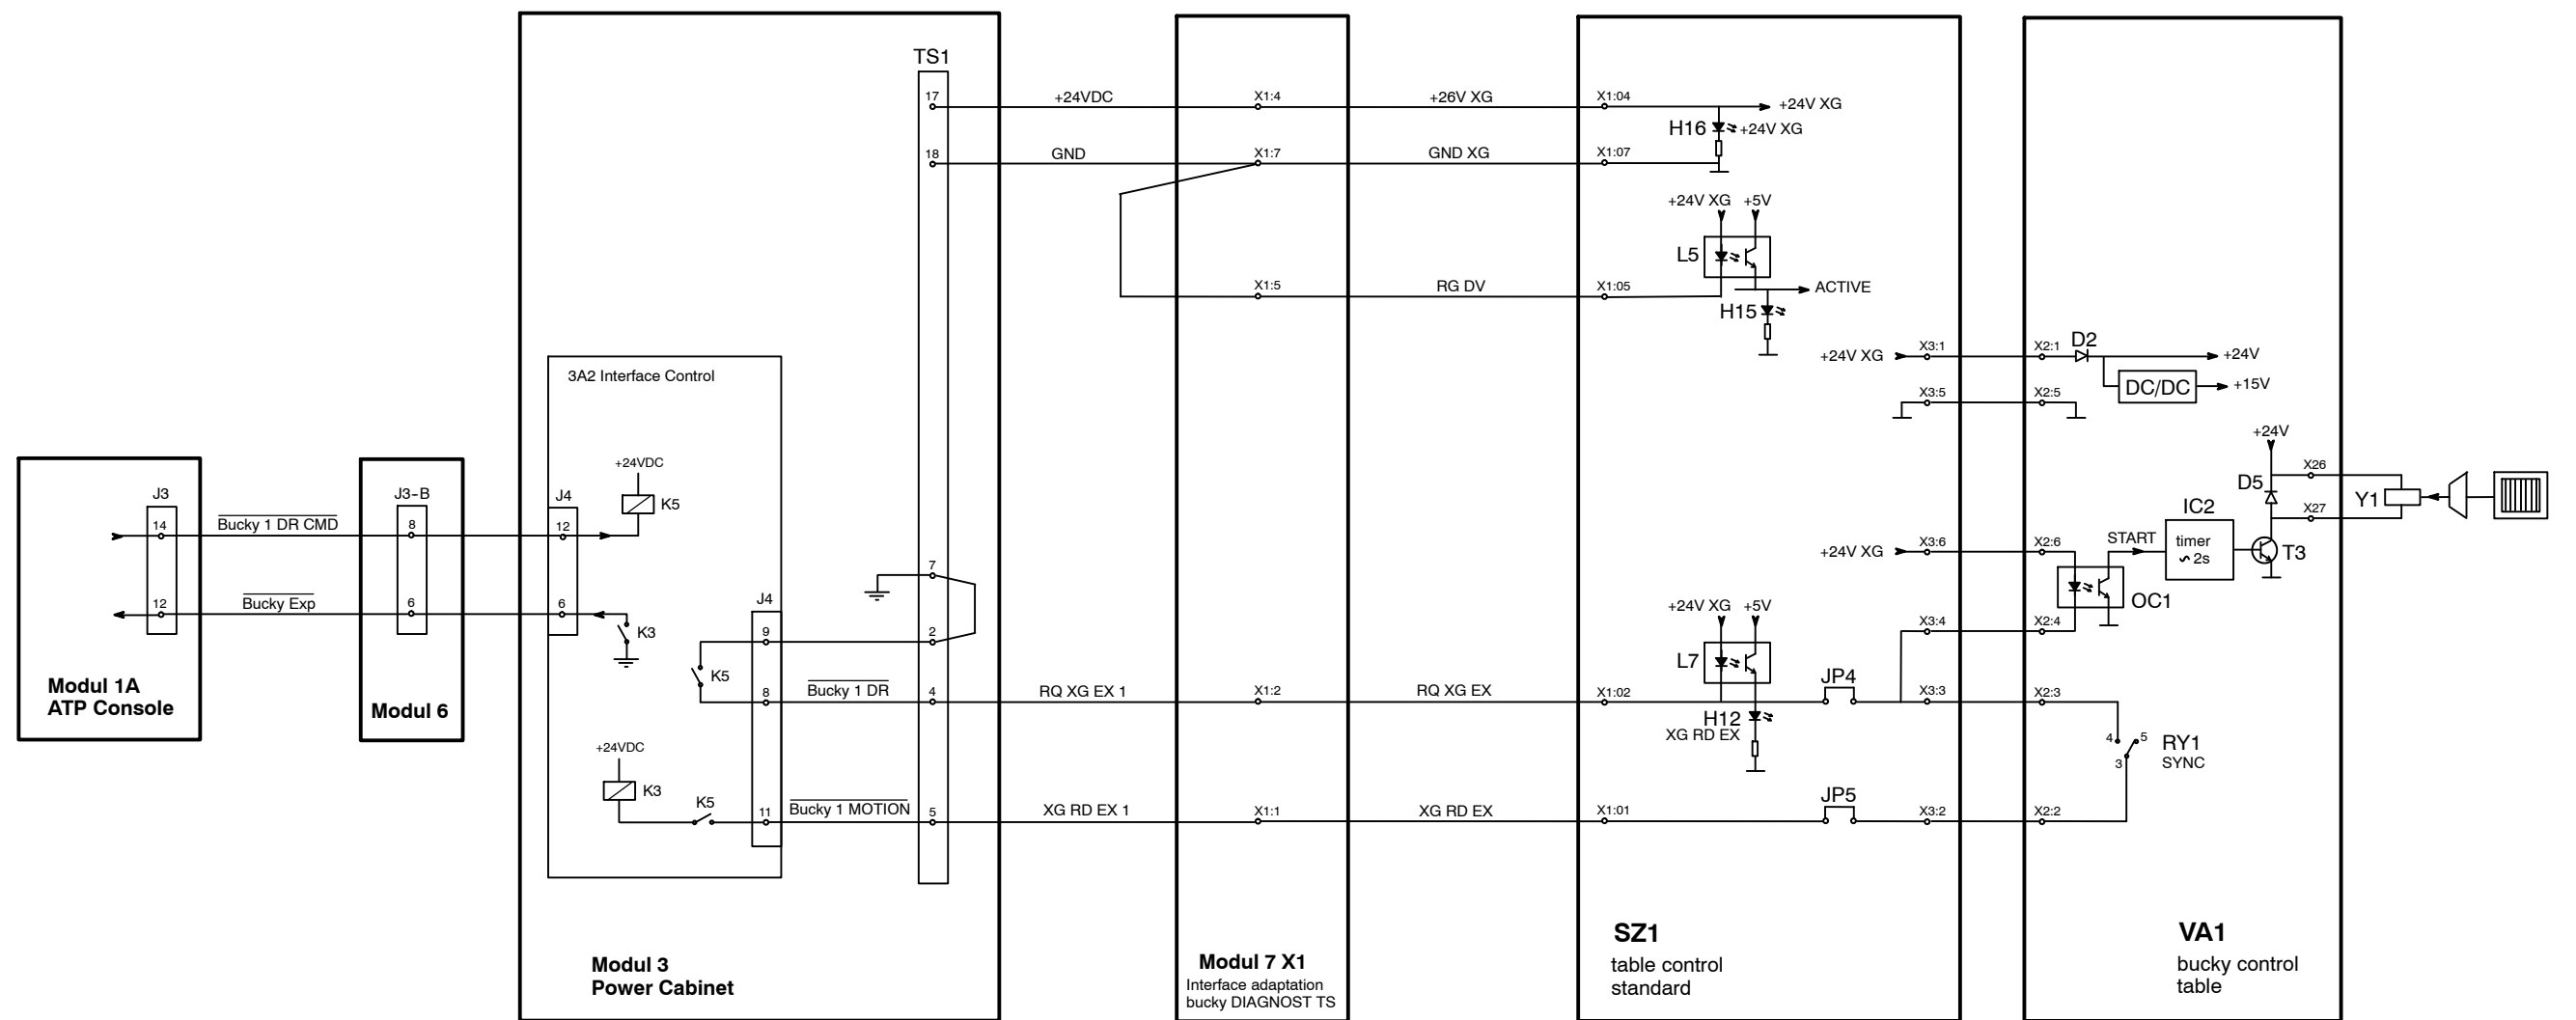 TS1
17
+24VDC
X1:4
+26V XG
X1:04
+24V XG
H16
+24V XG
18
GND
X1:7
GND XG
X1:07
+24V XG
+5V
L5
X1:5
RG DV
X1:05
ACTIVE
H15
+24V XG
X3:1
X2:1
D2
+24V
DC/DC
+15V
X3:5
X2:5
3A2 Interface Control
+24VDC
K5
J3
14
Bucky 1 DR CMD
J3-B
8
J4
12
12
Bucky Exp
6
6
K3
Modul 1A
ATP Console
Modul 6
7
J4
9
2
K5
8
Bucky 1 DR
4
RQ XG EX 1
X1:2
RQ XG EX
X1:02
+24VDC
K3
K5
11
Bucky 1 MOTION
5
XG RD EX 1
X1:1
XG RD EX
X1:01
+24V XG
+5V
L7
H12
XG RD EX
JP4
X3:3
X2:3
JP5
X3:2
X2:2
+24V XG
X3:6
X2:6
X3:4
X2:4
OC1
START
IC2
timer
~ 2s
+24V
D5
T3
X26
X27
Y1
4
5
3
RY1
SYNC
Modul 3
Power Cabinet
Modul 7 X1
Interface adaptation
bucky DIAGNOST TS
SZ1
table control
standard
VA1
bucky control
table